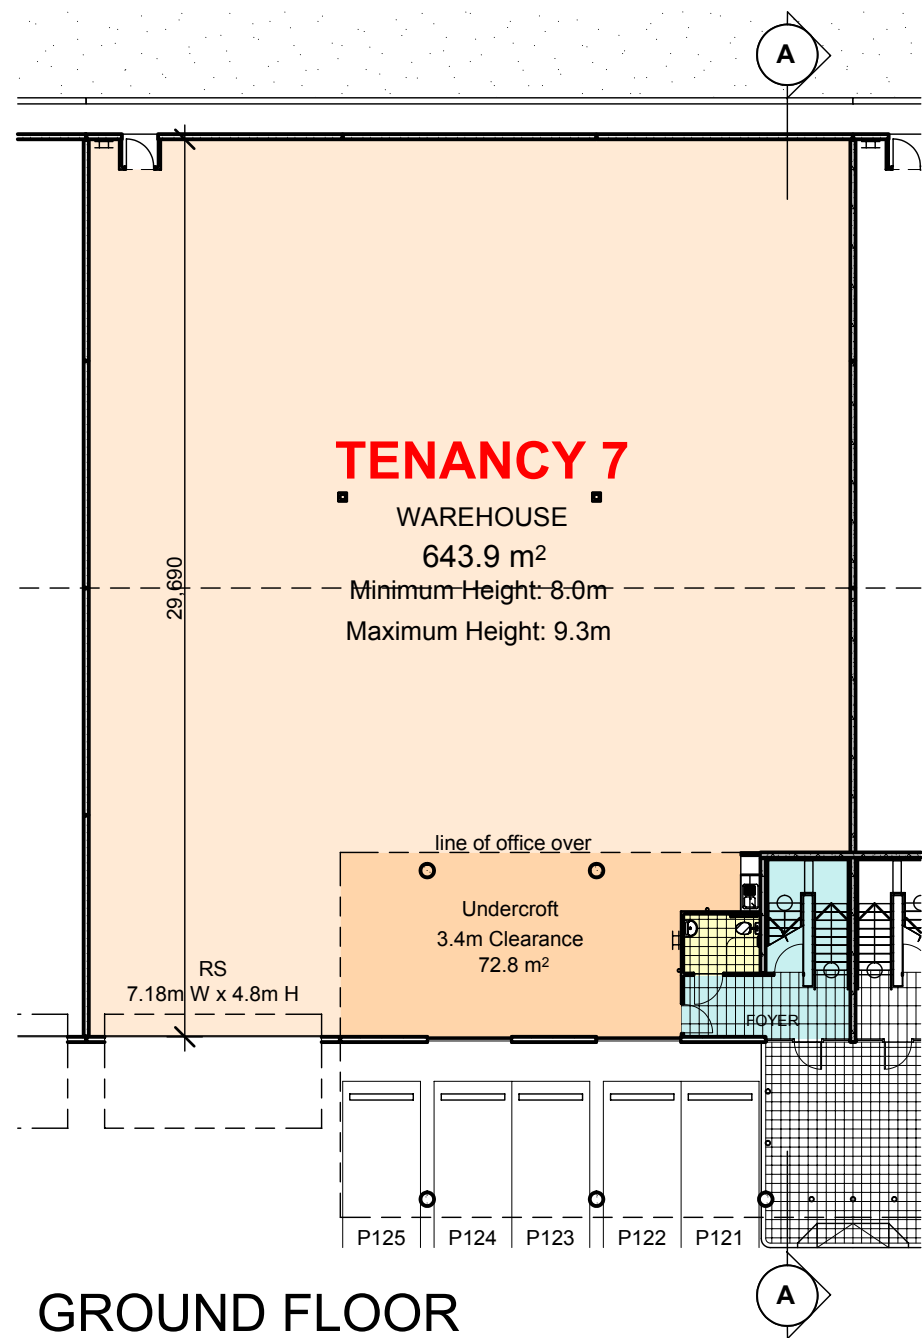 A
TENANCY 7
WAREHOUSE
643.9 m²
29,690
Minimum Height: 8.0m
Maximum Height: 9.3m
line of office over
Undercroft
3.4m Clearance
72.8 m²
RS
7.18m W x 4.8m H
FOYER
P125
P124
P123
P122
P121
A
GROUND FLOOR